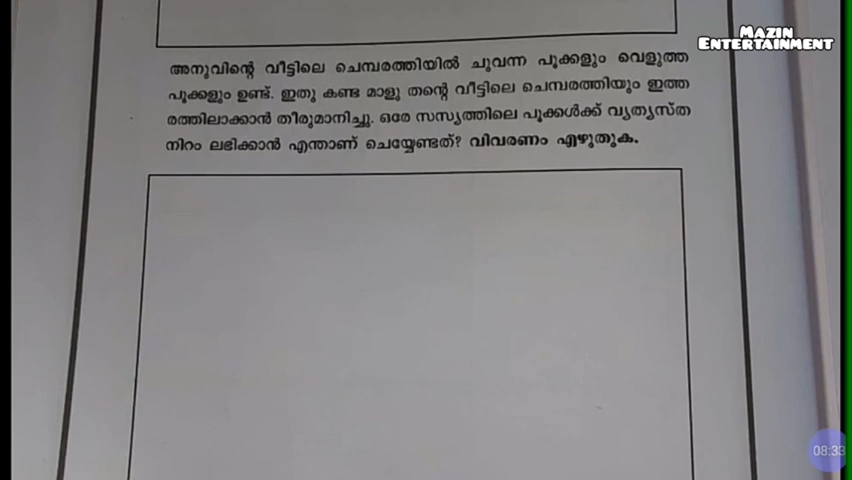 MAZIN
ENTERTAINMENT
അനുവിന്റെ വീട്ടിലെ ചെമ്പരത്തിയിൽ ചുവന്ന പൂക്കളും വെളുത്ത
പൂക്കളും ഉണ്ട്. ഇതു കണ്ട മാളു തന്റെ വീട്ടിലെ ചെമ്പരത്തിയും ഇത്ത
രത്തിലാക്കാൻ തീരുമാനിച്ചു. ഒരേ സസ്യത്തിലെ പൂക്കൾക്ക് വ്യത്യസ്ത
നിറം ലഭിക്കാൻ എന്താണ് ചെയ്യേണ്ടത്? വിവരണം എഴുതുക.
08:33